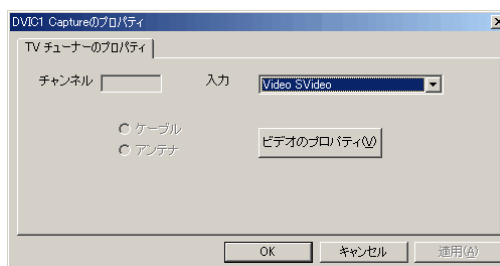 DVIC1 Captureのプロパティ
TV チューナーのプロパティ
チャンネル 入力 Video SVideo
ケーブル
アンテナ
ビデオのプロパティ(V)
OK キャンセル 適用(A)